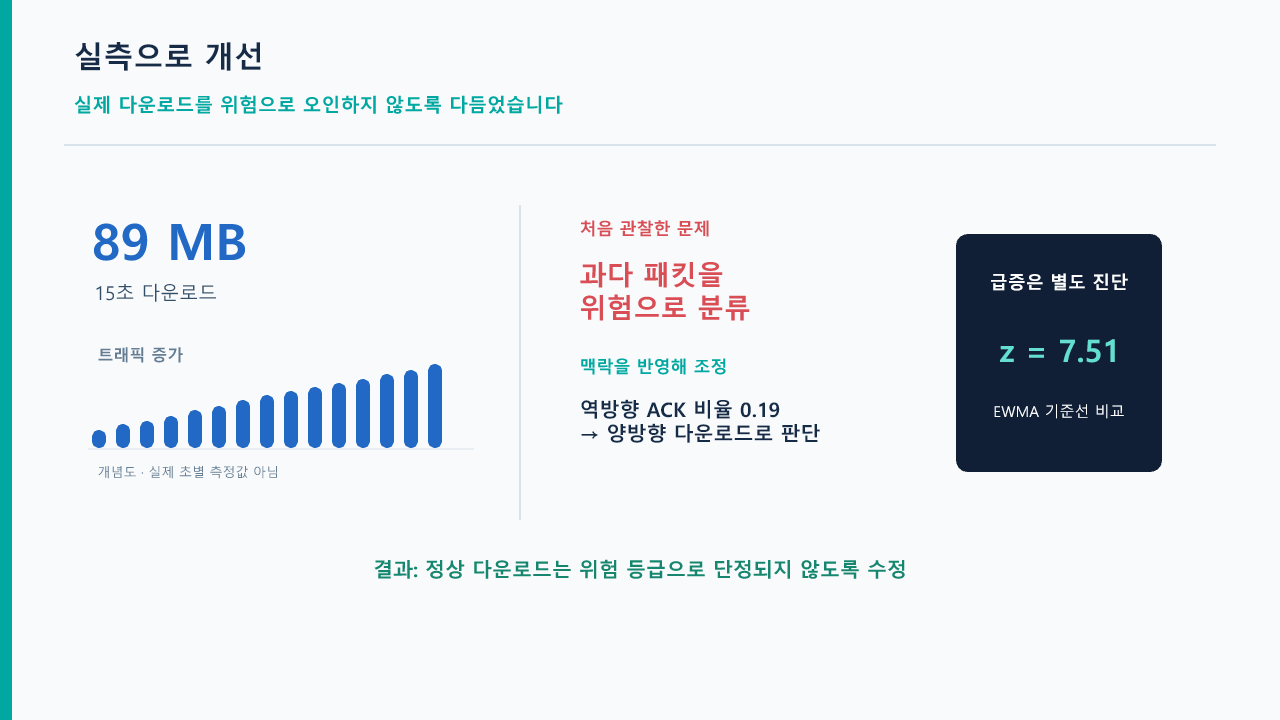 실측으로 개선
실제 다운로드를 위험으로 오인하지 않도록 다듬었습니다
89 MB
15초 다운로드
트래픽 증가
개념도 · 실제 초별 측정값 아님
처음 관찰한 문제
과다 패킷을
위험으로 분류
맥락을 반영해 조정
역방향 ACK 비율 0.19
→ 양방향 다운로드로 판단
급증은 별도 진단
z = 7.51
EWMA 기준선 비교
결과: 정상 다운로드는 위험 등급으로 단정되지 않도록 수정